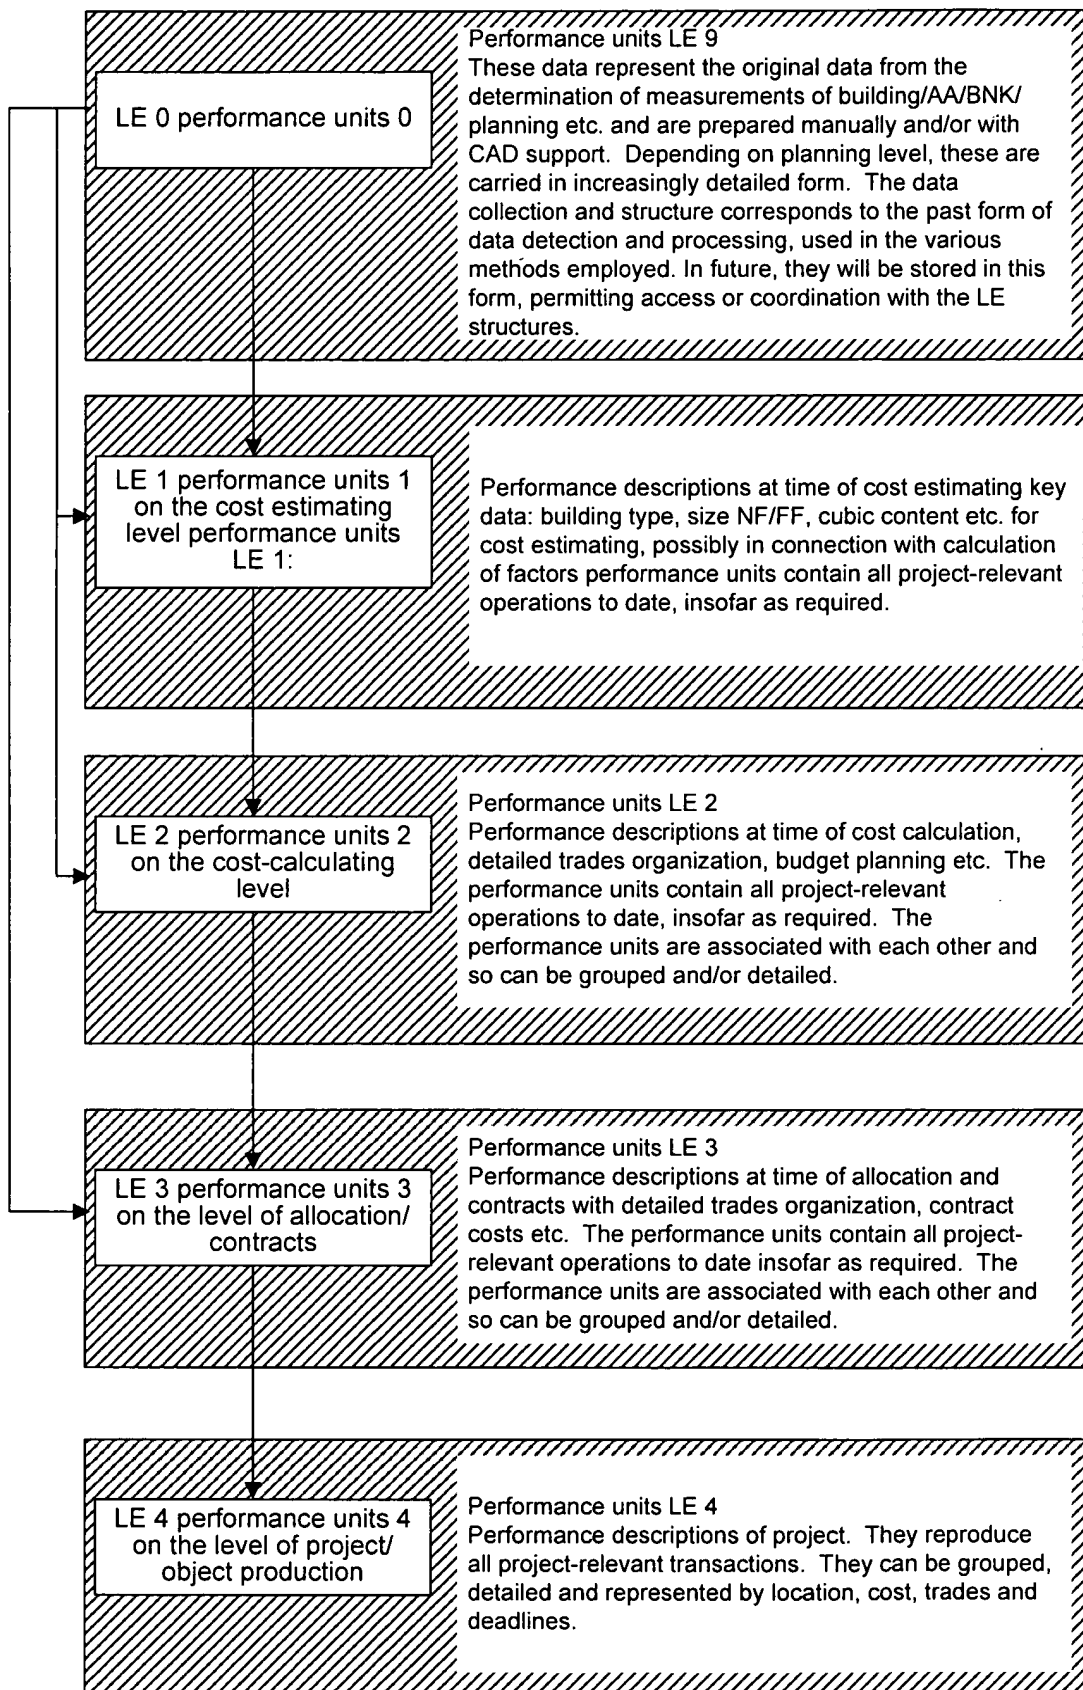 LE 0 performance units 0
Performance units LE 9
These data represent the original data from the
determination of measurements of building/AA/BNK/
planning etc. and are prepared manually and/or with
CAD support. Depending on planning level, these are
carried in increasingly detailed form. The data
collection and structure corresponds to the past form of
data detection and processing, used in the various
methods employed. In future, they will be stored in this
form, permitting access or coordination with the LE
structures.
LE 1 performance units 1
on the cost estimating
level performance units
LE 1:
Performance descriptions at time of cost estimating key
data: building type, size NF/FF, cubic content etc. for
cost estimating, possibly in connection with calculation
of factors performance units contain all project-relevant
operations to date, insofar as required.
LE 2 performance units 2
on the cost-calculating
level
Performance units LE 2
Performance descriptions at time of cost calculation,
detailed trades organization, budget planning etc. The
performance units contain all project-relevant
operations to date, insofar as required. The
performance units are associated with each other and
so can be grouped and/or detailed.
LE 3 performance units 3
on the level of allocation/
contracts
Performance units LE 3
Performance descriptions at time of allocation and
contracts with detailed trades organization, contract
costs etc. The performance units contain all project-
relevant operations to date insofar as required. The
performance units are associated with each other and
so can be grouped and/or detailed.
LE 4 performance units 4
on the level of project/
object production
Performance units LE 4
Performance descriptions of project. They reproduce
all project-relevant transactions. They can be grouped,
detailed and represented by location, cost, trades and
deadlines.